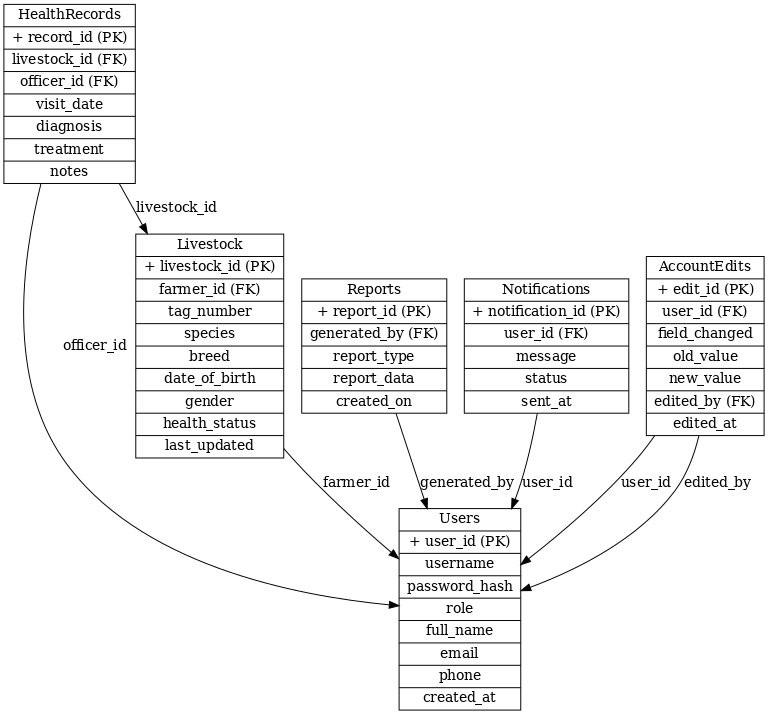 HealthRecords
+ record_id (PK)
livestock_id (FK)
officer_id (FK)
visit_date
diagnosis
treatment
notes
livestock_id
officer_id
Livestock
+ livestock_id (PK)
farmer_id (FK)
tag_number
species
breed
date_of_birth
gender
health_status
last_updated
Reports
+ report_id (PK)
generated_by (FK)
report_type
report_data
created_on
Notifications
+ notification_id (PK)
user_id (FK)
message
status
sent_at
AccountEdits
+ edit_id (PK)
user_id (FK)
field_changed
old_value
new_value
edited_by (FK)
edited_at
farmer_id
generated_by
user_id
user_id
edited_by
Users
+ user_id (PK)
username
password_hash
role
full_name
email
phone
created_at